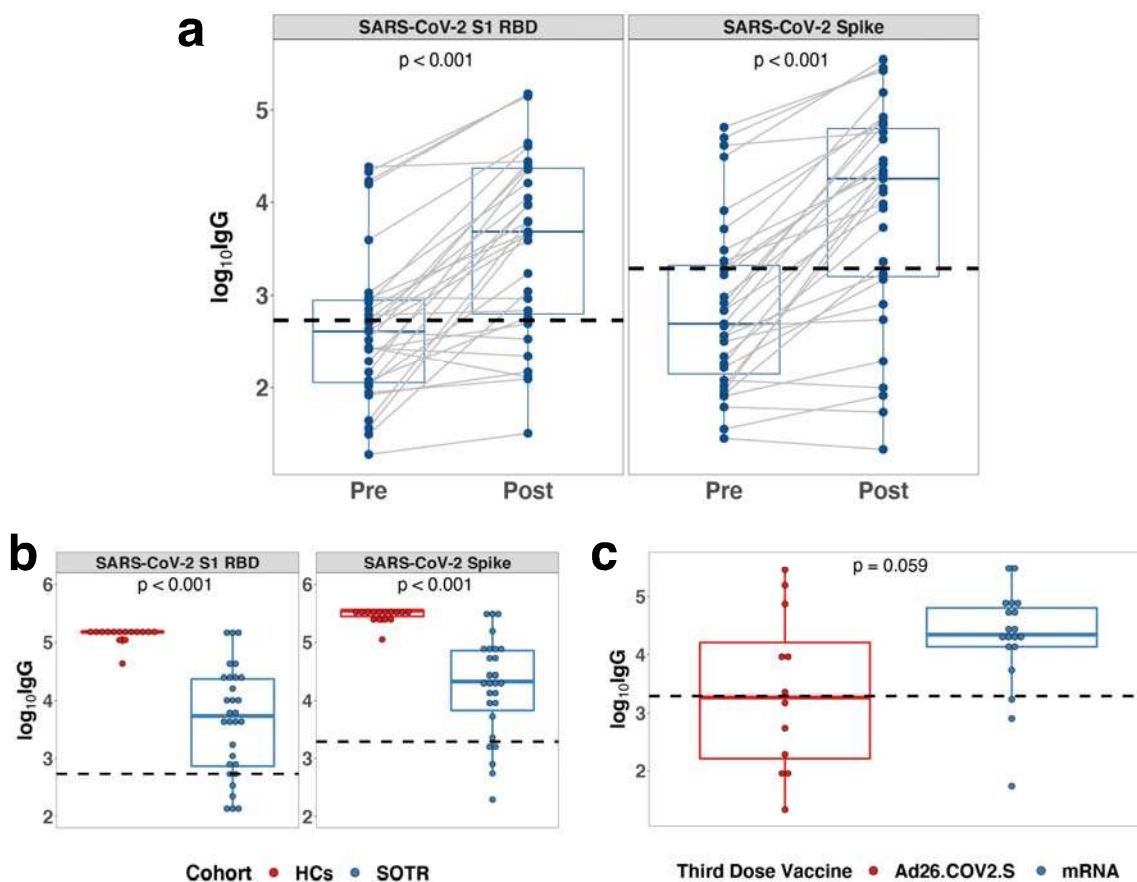 a
SARS-CoV-2 S1 RBD
SARS-CoV-2 Spike
p < 0.001
p < 0.001
5
4
3
2
log10IgG
Pre
Post
Pre
Post
b
SARS-CoV-2 S1 RBD
SARS-CoV-2 Spike
p < 0.001
p < 0.001
6
5
4
3
2
log10IgG
6
5
4
3
2
Cohort
HCs
SOTR
c
p = 0.059
5
4
3
2
log10IgG
Third Dose Vaccine
Ad26.COV2.S
mRNA